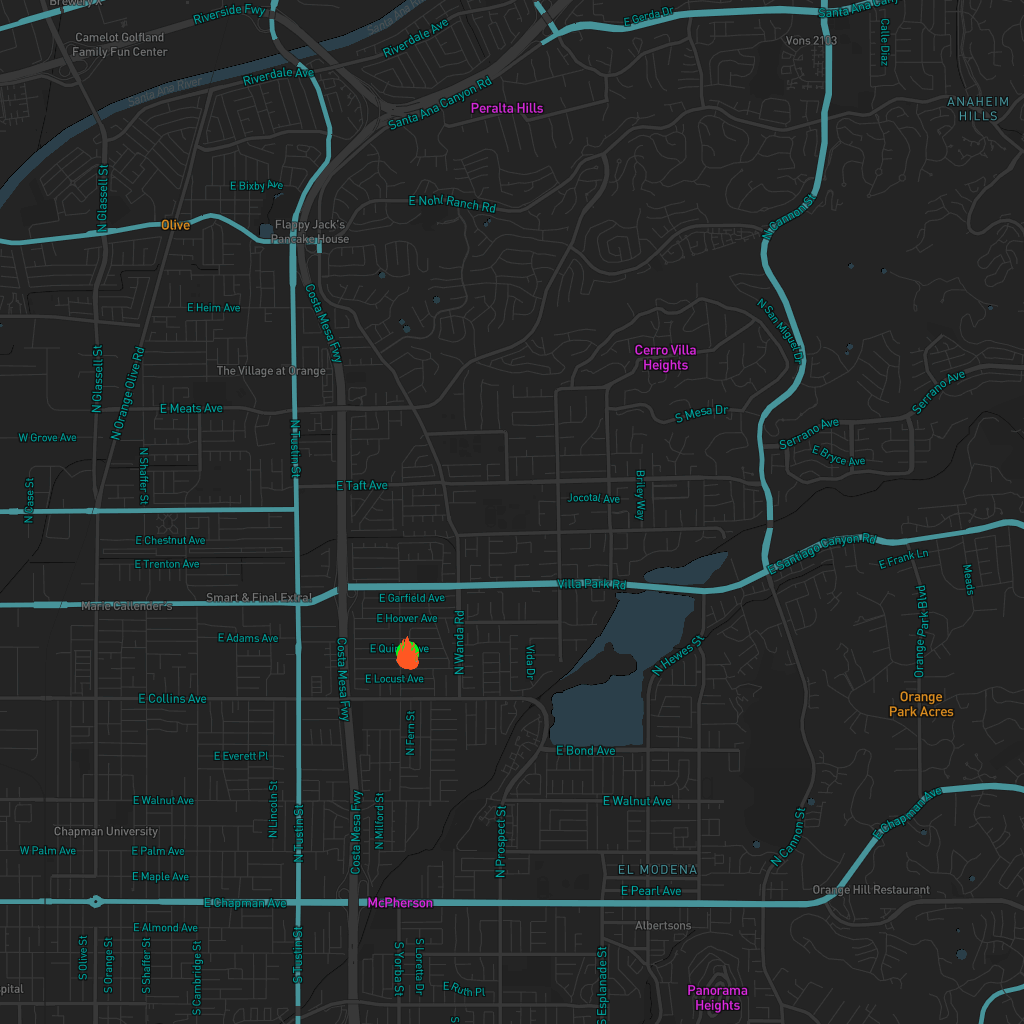 Brewery X
Riverside Fwy
Riverdale Ave
E Gerda Dr
Santa Ana Cany
Calle Diaz
Camelot Golfland
Family Fun Center
Vons 2103
Santa Ana River
Riverdale Ave
Santa Ana River
Santa Ana Canyon Rd
Peralta Hills
ANAHEIM
HILLS
N Glassell St
E Bixby Ave
E Nohl Ranch Rd
N Cannon St
Olive
Flappy Jack's
Pancake House
E Heim Ave
Costa Mesa Fwy
N San Miguel Dr
N Glassell St
N Orange Olive Rd
Cerro Villa
Heights
The Village at Orange
Serrano Ave
E Meats Ave
S Mesa Dr
Serrano Ave
W Grove Ave
N Tustin St
E Bryce Ave
N Shaffer St
N Case St
E Taft Ave
Jocotal Ave
Briley Way
E Chestnut Ave
E Santiago Canyon Rd
E Frank Ln
E Trenton Ave
Villa Park Rd
Meads
Marie Callender's
Smart & Final Extra!
E Garfield Ave
E Hoover Ave
Orange Park Blvd
E Adams Ave
Costa Mesa Fwy
N Wanda Rd
Vida Dr
N Hewes St
E Locust Ave
E Collins Ave
Orange
Park Acres
N Fern St
E Everett Pl
E Bond Ave
E Walnut Ave
N Lincoln St
N Tustin St
Costa Mesa Fwy
N Milford St
N Prospect St
E Walnut Ave
E Chapman Ave
Chapman University
N Cannon St
W Palm Ave
E Palm Ave
E Maple Ave
EL MODENA
E Pearl Ave
Orange Hill Restaurant
E Chapman Ave
McPherson
E Almond Ave
Albertsons
S Olive St
S Orange St
S Shaffer St
S Cambridge St
S Tustin St
S Yorba St
S Loretta Dr
S Esplanade St
E Ruth Pl
Panorama
Heights
spital
S